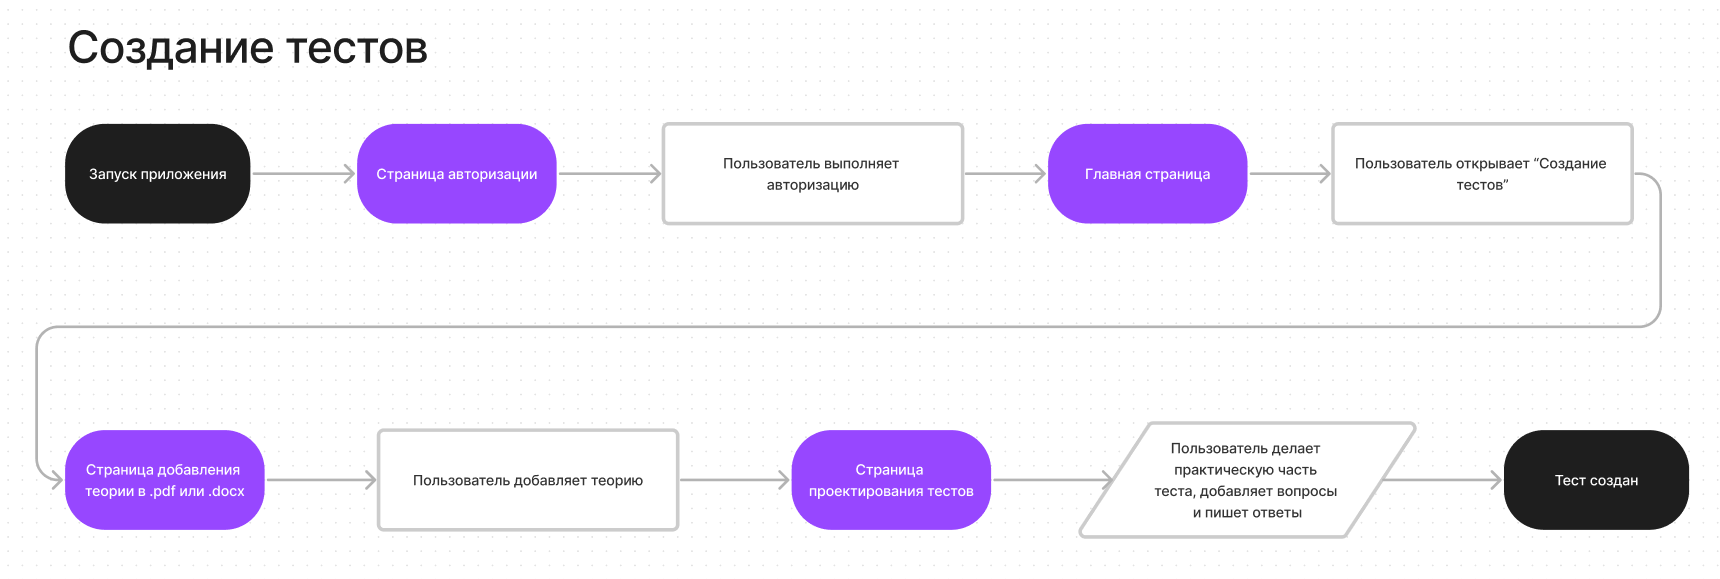 Создание тестов
Запуск приложения
Страница авторизации
Пользователь выполняет
авторизацию
Главная страница
Пользователь открывает “Создание
тестов”
Страница добавления
теории в .pdf или .docx
Пользователь добавляет теорию
Страница
проектирования тестов
Пользователь делает
практическую часть
теста, добавляет вопросы
и пишет ответы
Тест создан